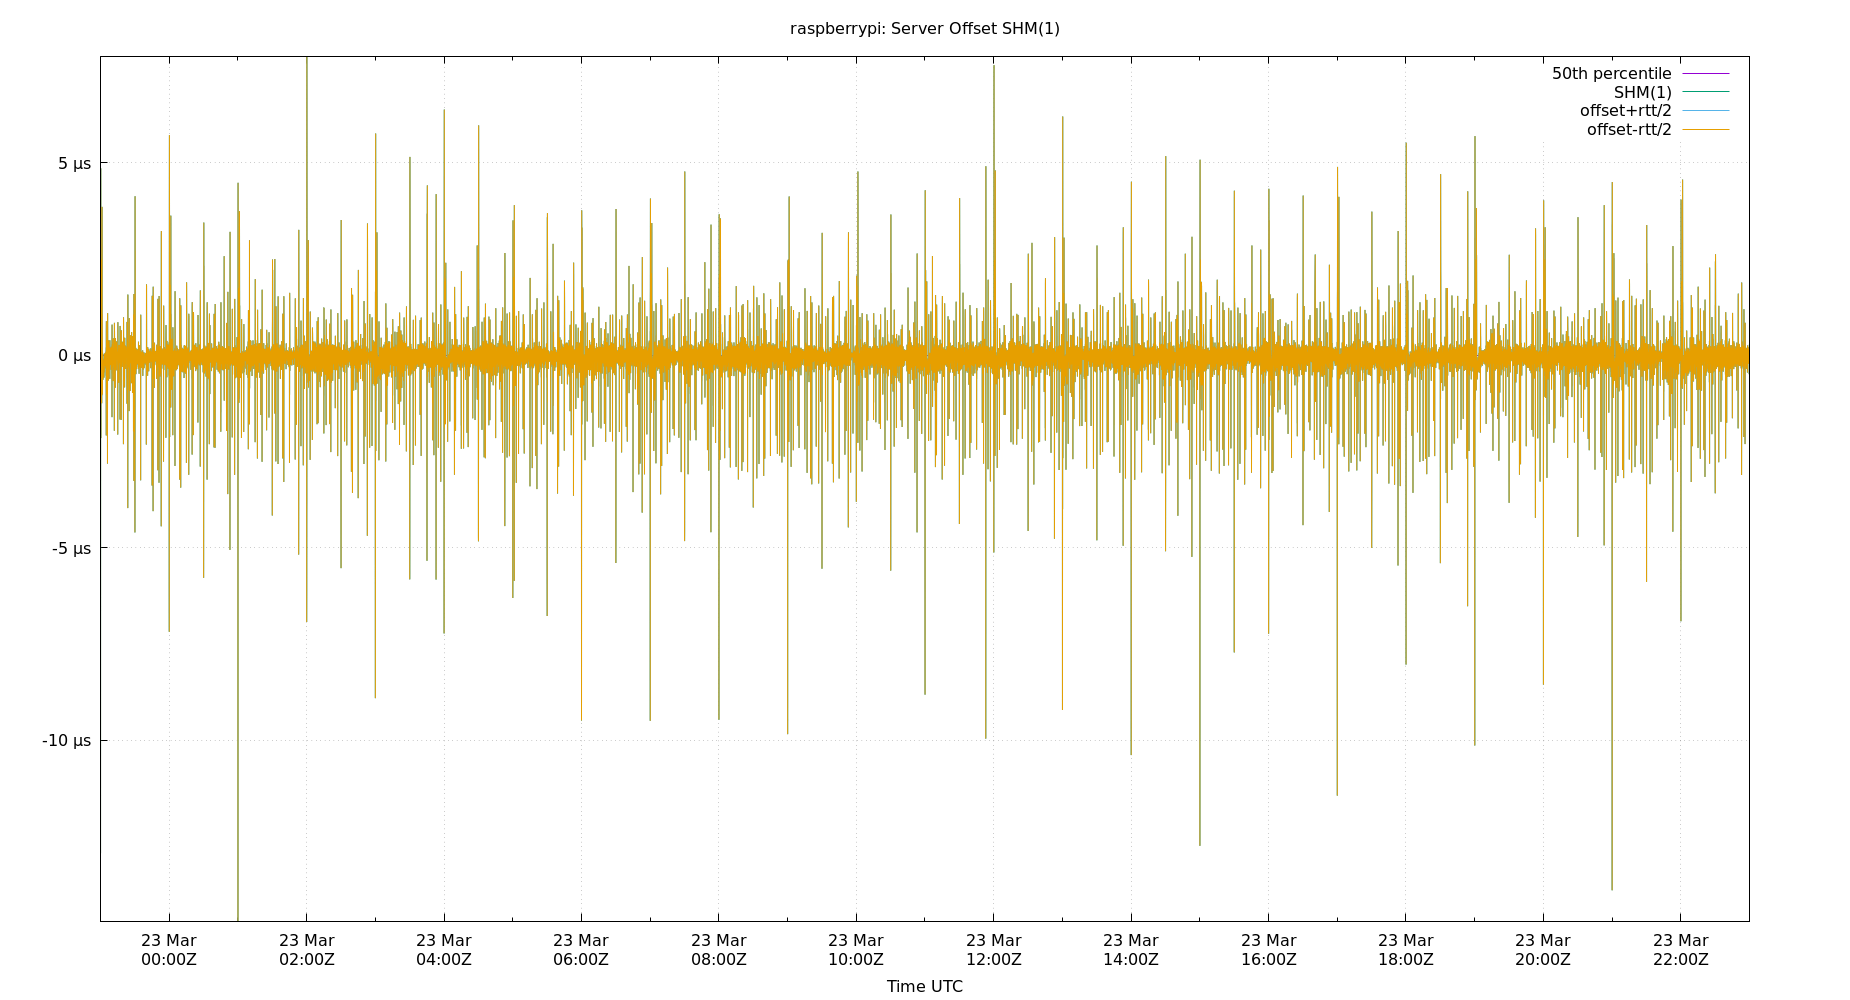 raspberrypi: Server Offset SHM(1)
50th percentile
SHM(1)
offset+rtt/2
offset-rtt/2
5 µs
0 µs
-5 µs
-10 µs
23 Mar 23 Mar 23 Mar 23 Mar 23 Mar 23 Mar 23 Mar 23 Mar 23 Mar 23 Mar 23 Mar 23 Mar
00:00Z 02:00Z 04:00Z 06:00Z 08:00Z 10:00Z 12:00Z 14:00Z 16:00Z 18:00Z 20:00Z 22:00Z
Time UTC